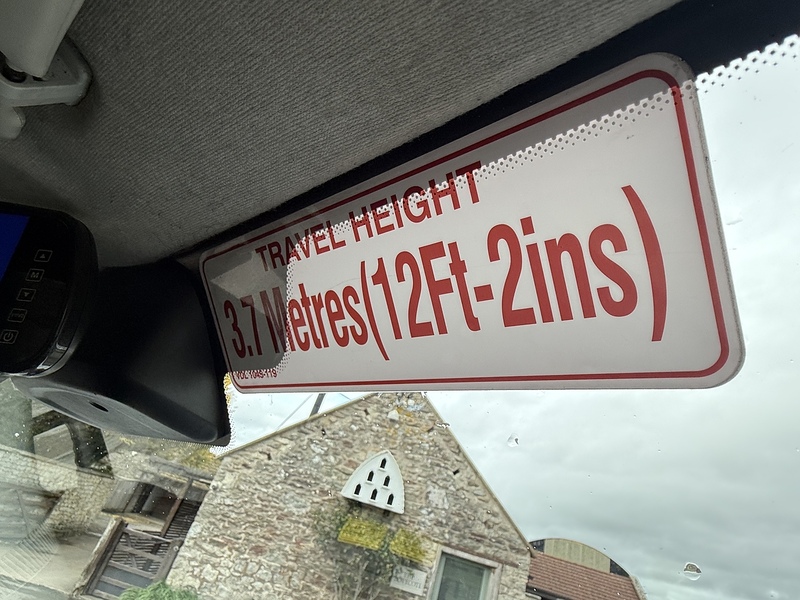 TRAVEL HEIGHT
3.7 Metres(12Ft-2ins)